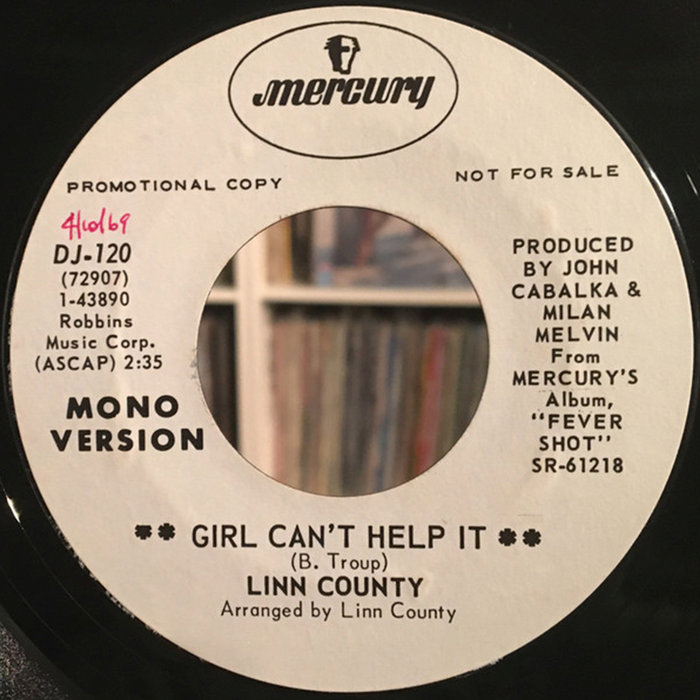 mercury
PROMOTIONAL COPY
NOT FOR SALE
4/10/69
DJ-120
(72907)
1-43890
Robbins
Music Corp.
(ASCAP) 2:35
MONO
VERSION
PRODUCED
BY JOHN
CABALKA &
MILAN
MELVIN
From
MERCURY'S
Album,
"FEVER
SHOT"
SR-61218
** GIRL CAN'T HELP IT **
(B. Troup)
LINN COUNTY
Arranged by Linn County